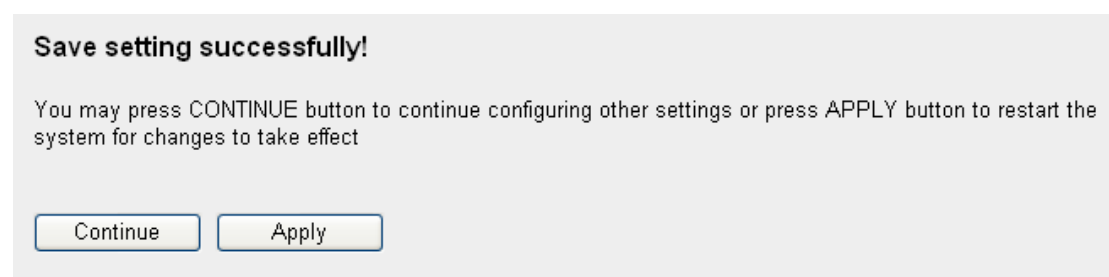 Save setting successfully!
You may press CONTINUE button to continue configuring other settings or press APPLY button to restart the
system for changes to take effect
Continue Apply